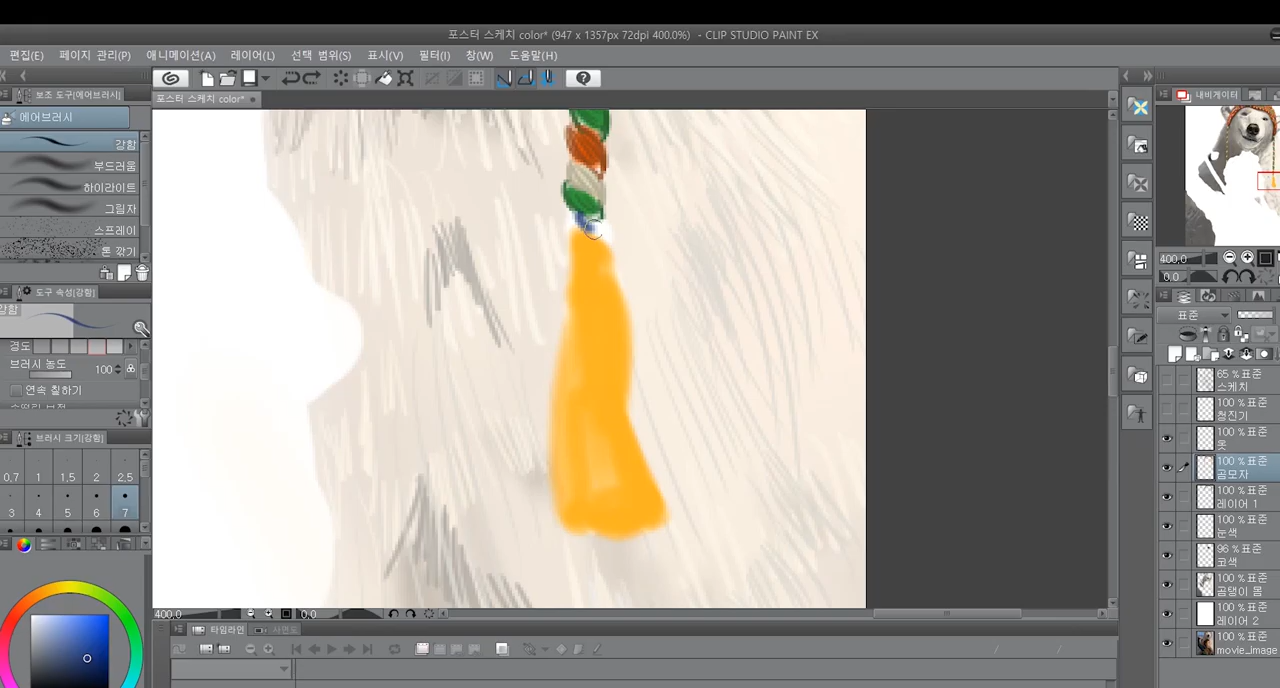 포스터 스케치 color* (947 x 1357px 72dpi 400.0%) - CLIP STUDIO PAINT EX
편집(E) 페이지 관리(P) 애니메이션(A) 레이어(L) 선택 범위(S) 표시(V) 필터(I) 창(W) 도움말(H)
보조 도구[에어브러시]
포스터 스케치 color*
내비게이터
에어브러시
강함
부드러움
하이라이트
그림자
스프레이
톤 깎기
400.0
0.0
도구 속성[강함]
강함
경도
브러시 농도 100
연속 칠하기
브러시 크기[강함]
0.7 1 1.5 2 2.5
3 4 5 6 7
표준
65 %표준
스케치
100 %표준
청진기
100 %표준
옷
100 %표준
곰모자
100 %표준
레이어 1
100 %표준
눈색
96 %표준
코색
100 %표준
곰탱이 몸
100 %표준
레이어 2
100 %표준
movie_image
400.0 0.0
타임라인